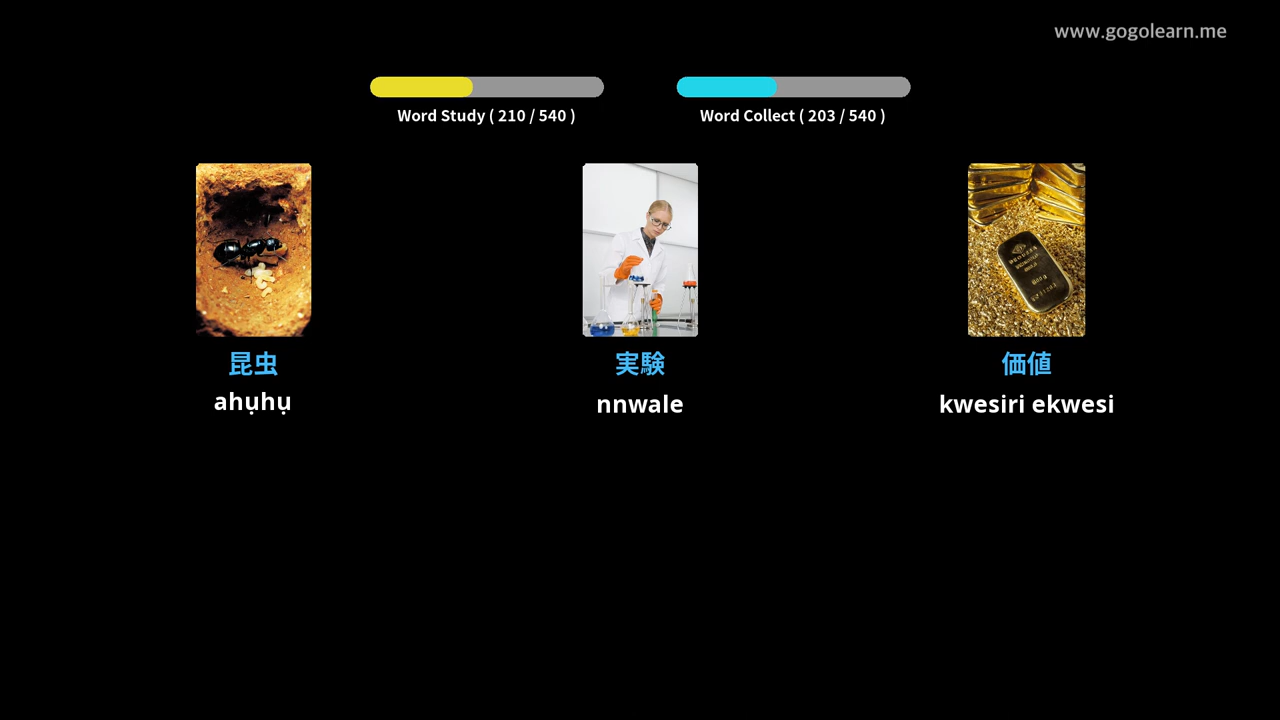 www.gogolearn.me
Word Study ( 210 / 540 )
Word Collect ( 203 / 540 )
昆虫
実験
価値
ahụhụ
nnwale
kwesiri ekwesi